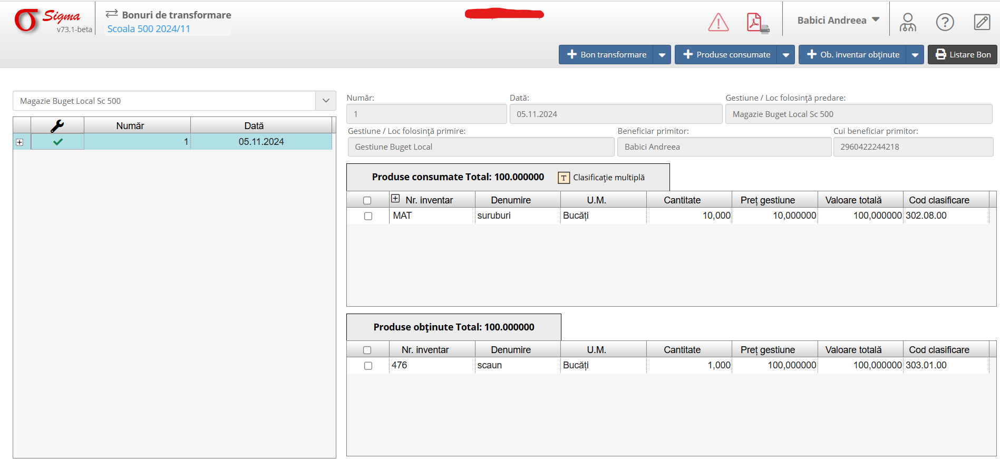 σ Sigma
v73.1-beta
Bonuri de transformare
Scoala 500 2024/11
Babici Andreea
Bon transformare
Produse consumate
Ob. inventar obținute
Listare Bon
Magazie Buget Local Sc 500
Număr Dată
1 05.11.2024
Număr: Dată: Gestiune / Loc folosință predare:
1 05.11.2024 Magazie Buget Local Sc 500
Gestiune / Loc folosință primire: Beneficiar primitor: Cui beneficiar primitor:
Gestiune Buget Local Babici Andreea 2960422244218
Produse consumate Total: 100.000000 T Clasificație multiplă
Nr. inventar Denumire U.M. Cantitate Preț gestiune Valoare totală Cod clasificare
MAT suruburi Bucăți 10,000 10,000000 100,000000 302.08.00
Produse obținute Total: 100.000000
Nr. inventar Denumire U.M. Cantitate Preț gestiune Valoare totală Cod clasificare
476 scaun Bucăți 1,000 100,000000 100,000000 303.01.00